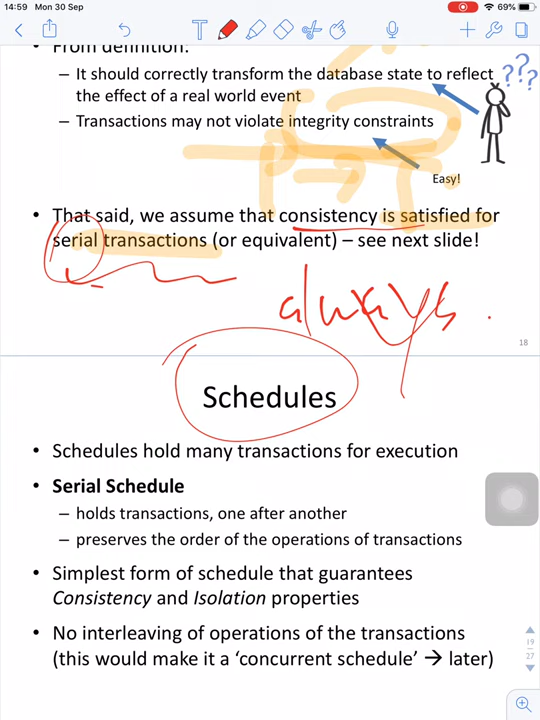 14:59 Mon 30 Sep
69%
T
• From definition:
– It should correctly transform the database state to reflect
the effect of a real world event
???
– Transactions may not violate integrity constraints
Easy!
• That said, we assume that consistency is satisfied for
serial transactions (or equivalent) – see next slide!
always.
18
Schedules
• Schedules hold many transactions for execution
• Serial Schedule
– holds transactions, one after another
– preserves the order of the operations of transactions
• Simplest form of schedule that guarantees
Consistency and Isolation properties
• No interleaving of operations of the transactions
(this would make it a ‘concurrent schedule’ → later)
19
27